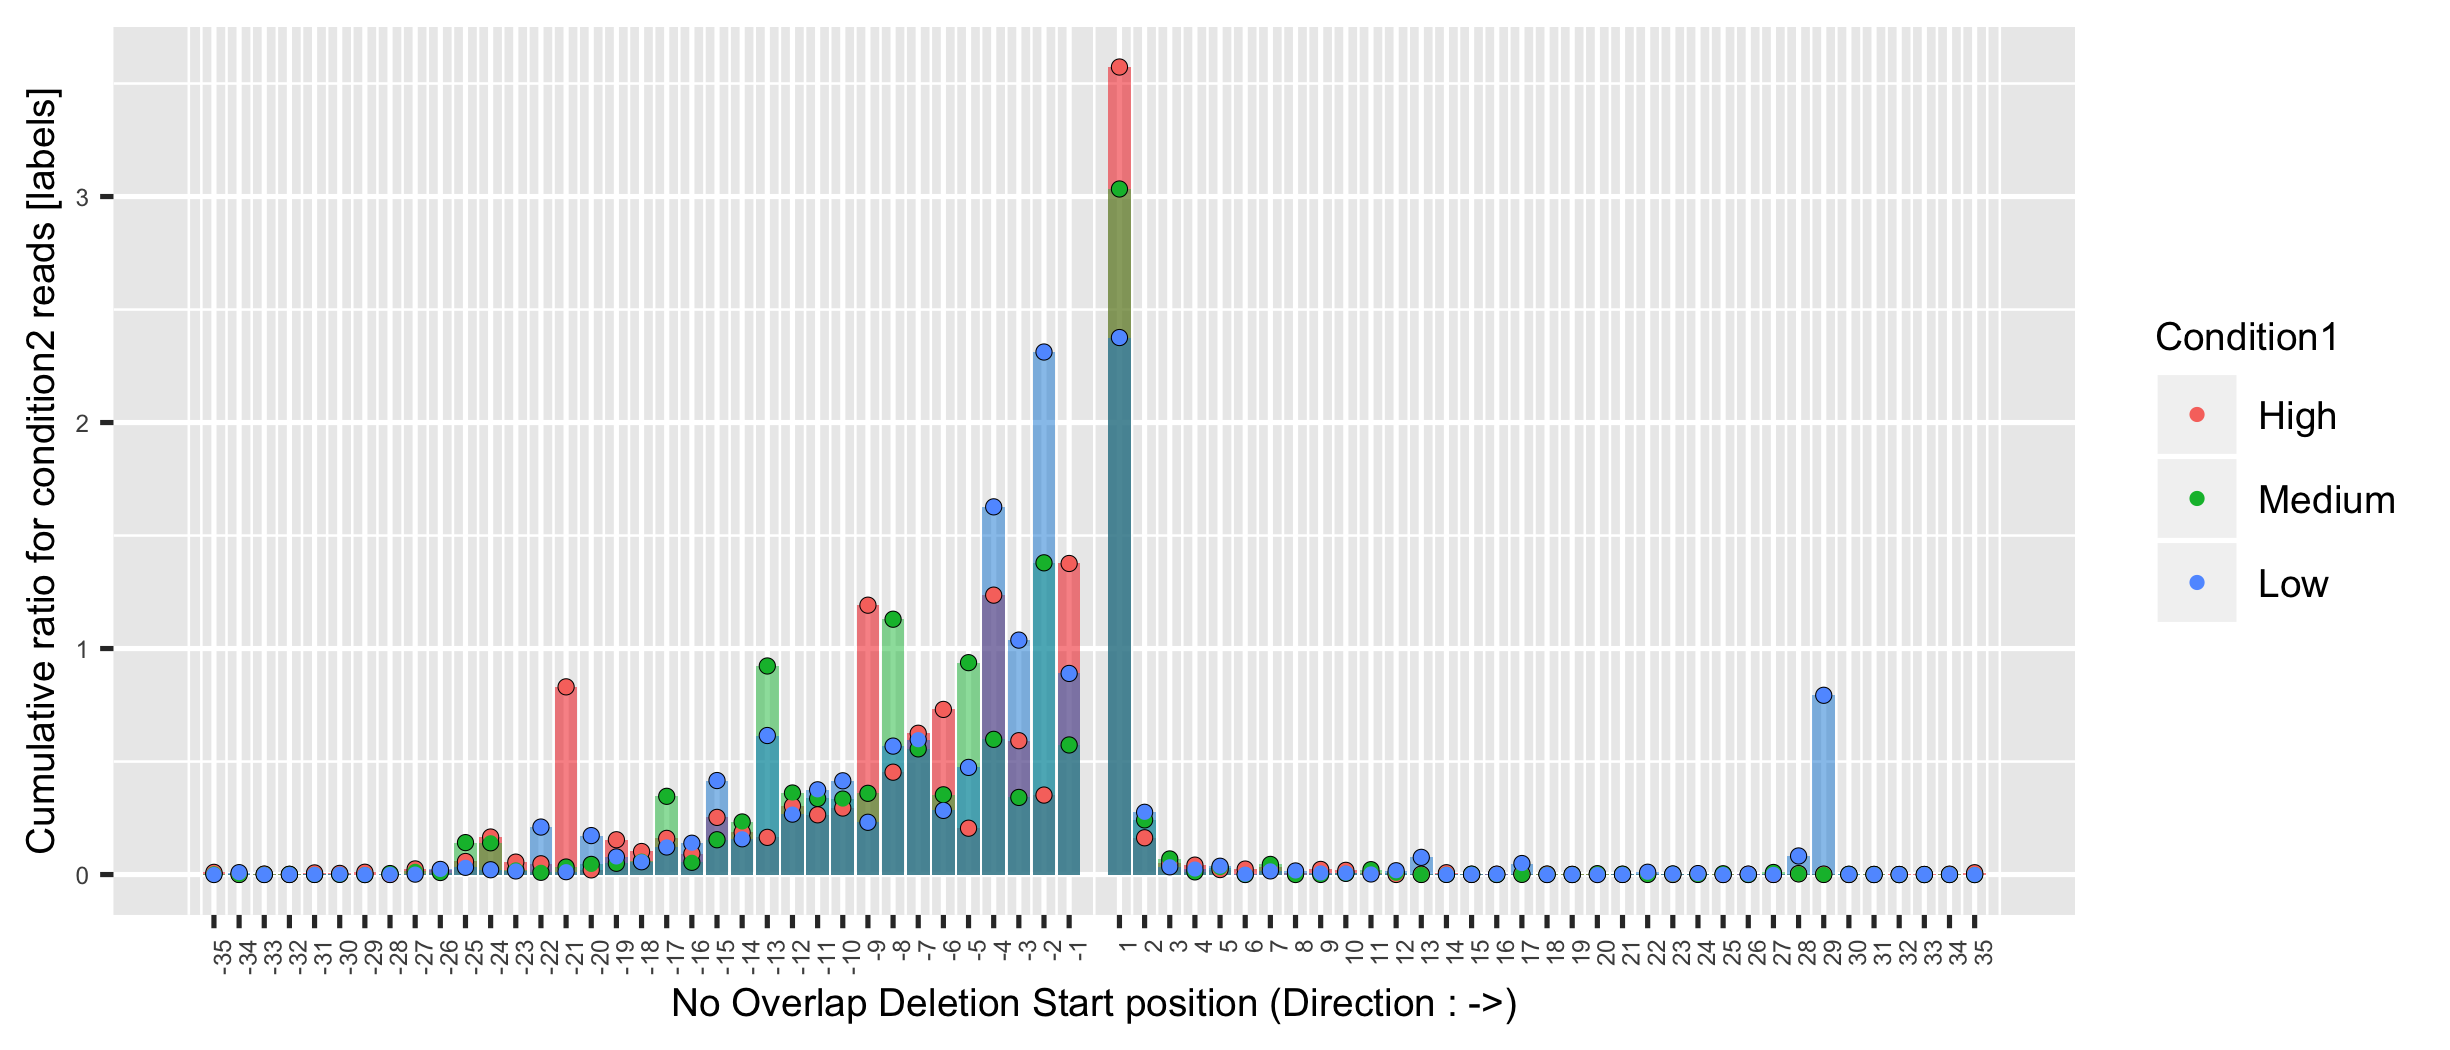 Cumulative ratio for condition2 reads [labels]
3
2
1
0
-35 -34 -33 -32 -31 -30 -29 -28 -27 -26 -25 -24 -23 -22 -21 -20 -19 -18 -17 -16 -15 -14 -13 -12 -11 -10 -9 -8 -7 -6 -5 -4 -3 -2 -1 1 2 3 4 5 6 7 8 9 10 11 12 13 14 15 16 17 18 19 20 21 22 23 24 25 26 27 28 29 30 31 32 33 34 35
No Overlap Deletion Start position (Direction : ->)
Condition1
High
Medium
Low